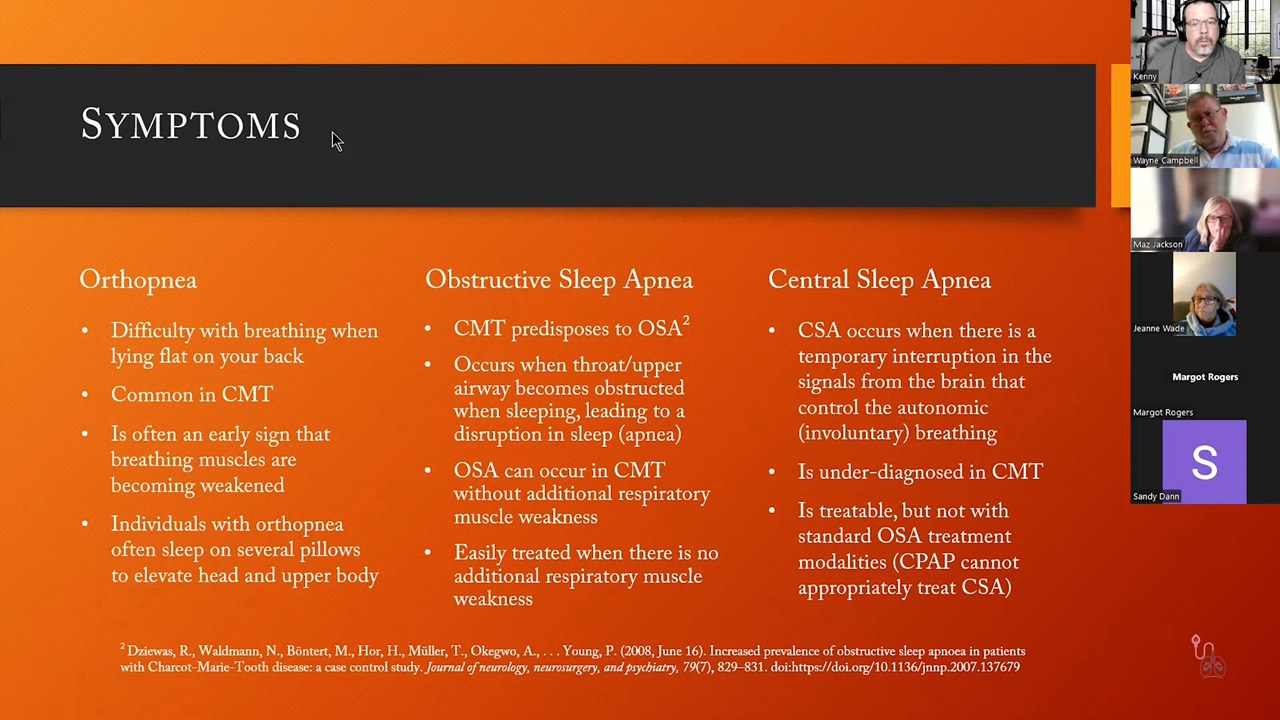 SYMPTOMS
Orthopnea
• Difficulty with breathing when
lying flat on your back
• Common in CMT
• Is often an early sign that
breathing muscles are
becoming weakened
• Individuals with orthopnea
often sleep on several pillows
to elevate head and upper body
Obstructive Sleep Apnea
• CMT predisposes to OSA²
• Occurs when throat/upper
airway becomes obstructed
when sleeping, leading to a
disruption in sleep (apnea)
• OSA can occur in CMT
without additional respiratory
muscle weakness
• Easily treated when there is no
additional respiratory muscle
weakness
Central Sleep Apnea
• CSA occurs when there is a
temporary interruption in the
signals from the brain that
control the autonomic
(involuntary) breathing
• Is under-diagnosed in CMT
• Is treatable, but not with
standard OSA treatment
modalities (CPAP cannot
appropriately treat CSA)
² Dziewas, R., Waldmann, N., Böntert, M., Hor, H., Müller, T., Okegwo, A., . . . Young, P. (2008, June 16). Increased prevalence of obstructive sleep apnoea in patients
with Charcot-Marie-Tooth disease: a case control study. Journal of neurology, neurosurgery, and psychiatry, 79(7), 829–831. doi:https://doi.org/10.1136/jnnp.2007.137679
Kenny
Wayne Campbell
Maz Jackson
Jeanne Wade
Margot Rogers
Margot Rogers
S
Sandy Dann